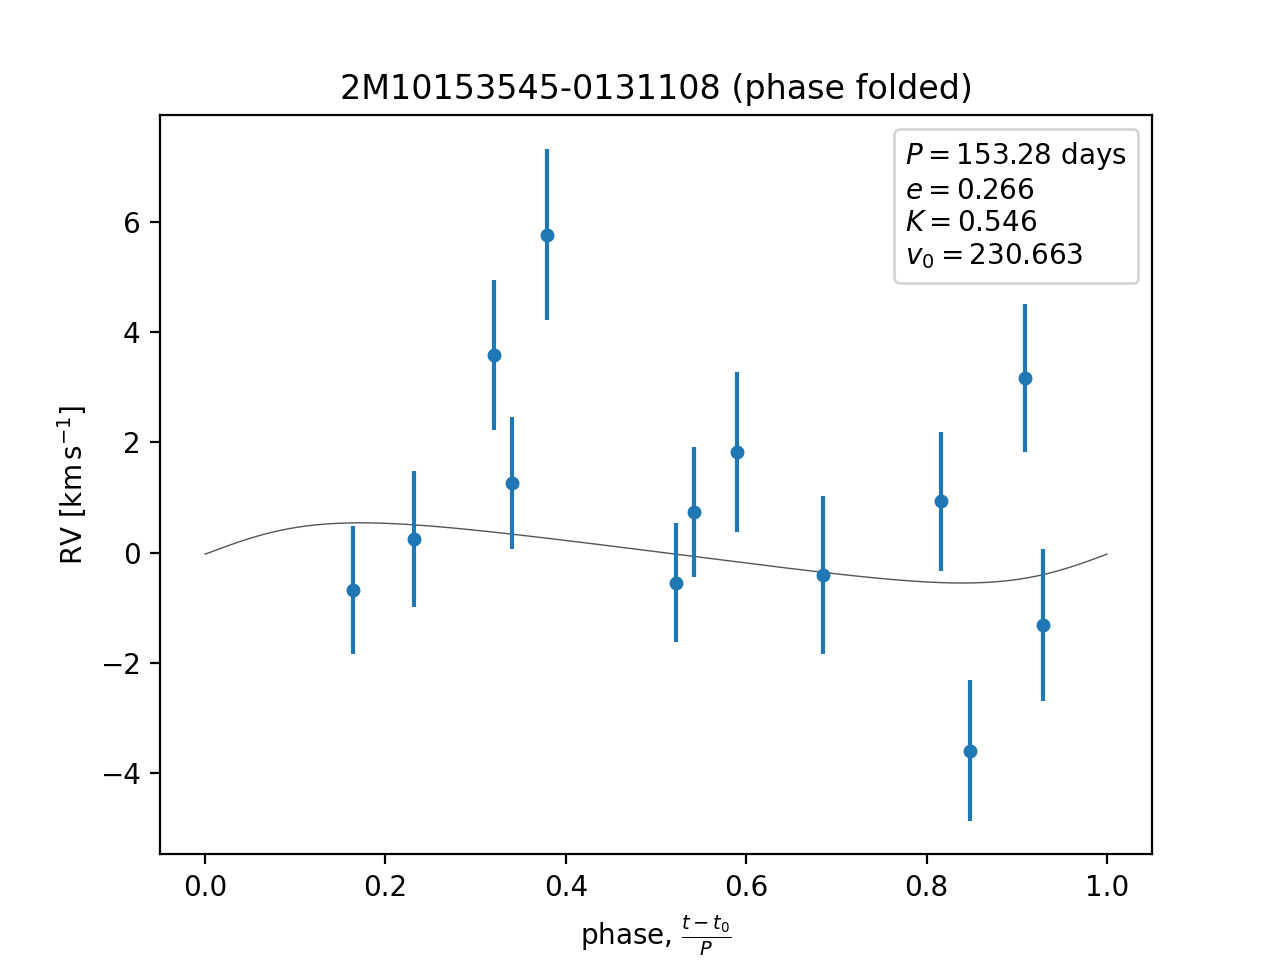 2M10153545-0131108 (phase folded)
P = 153.28 days
e = 0.266
K = 0.546
v₀ = 230.663
RV [km s⁻¹]
6
4
2
0
−2
−4
0.0 0.2 0.4 0.6 0.8 1.0
phase, (t − t₀)/P